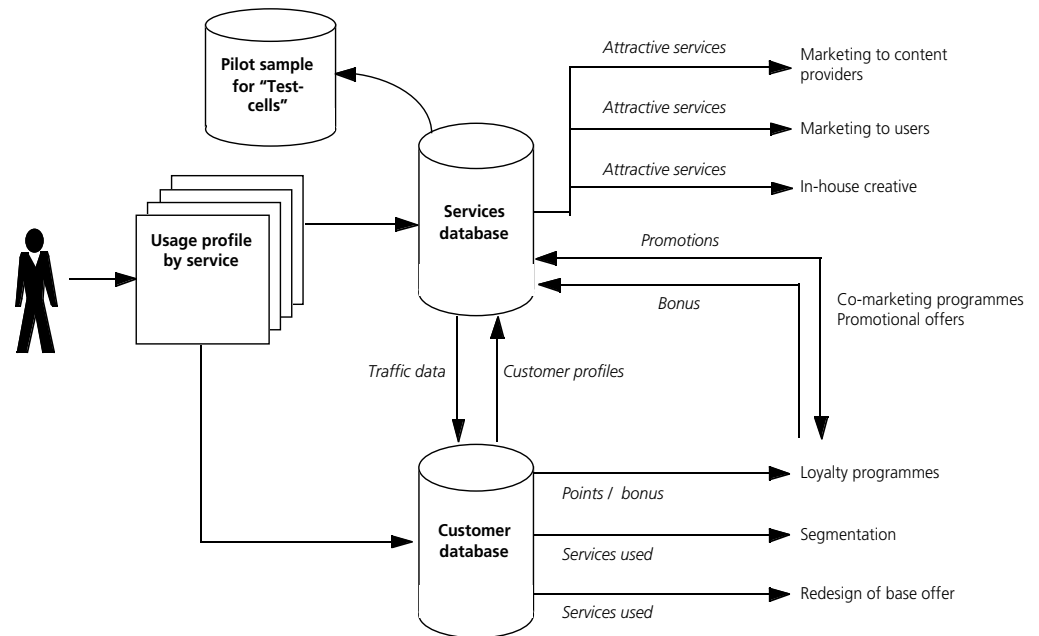 Pilot sample
for “Test-
cells”
Attractive services
Marketing to content
providers
Attractive services
Marketing to users
Attractive services
In-house creative
Usage profile
by service
Services
database
Promotions
Bonus
Co-marketing programmes
Promotional offers
Traffic data
Customer profiles
Customer
database
Points / bonus
Loyalty programmes
Services used
Segmentation
Services used
Redesign of base offer